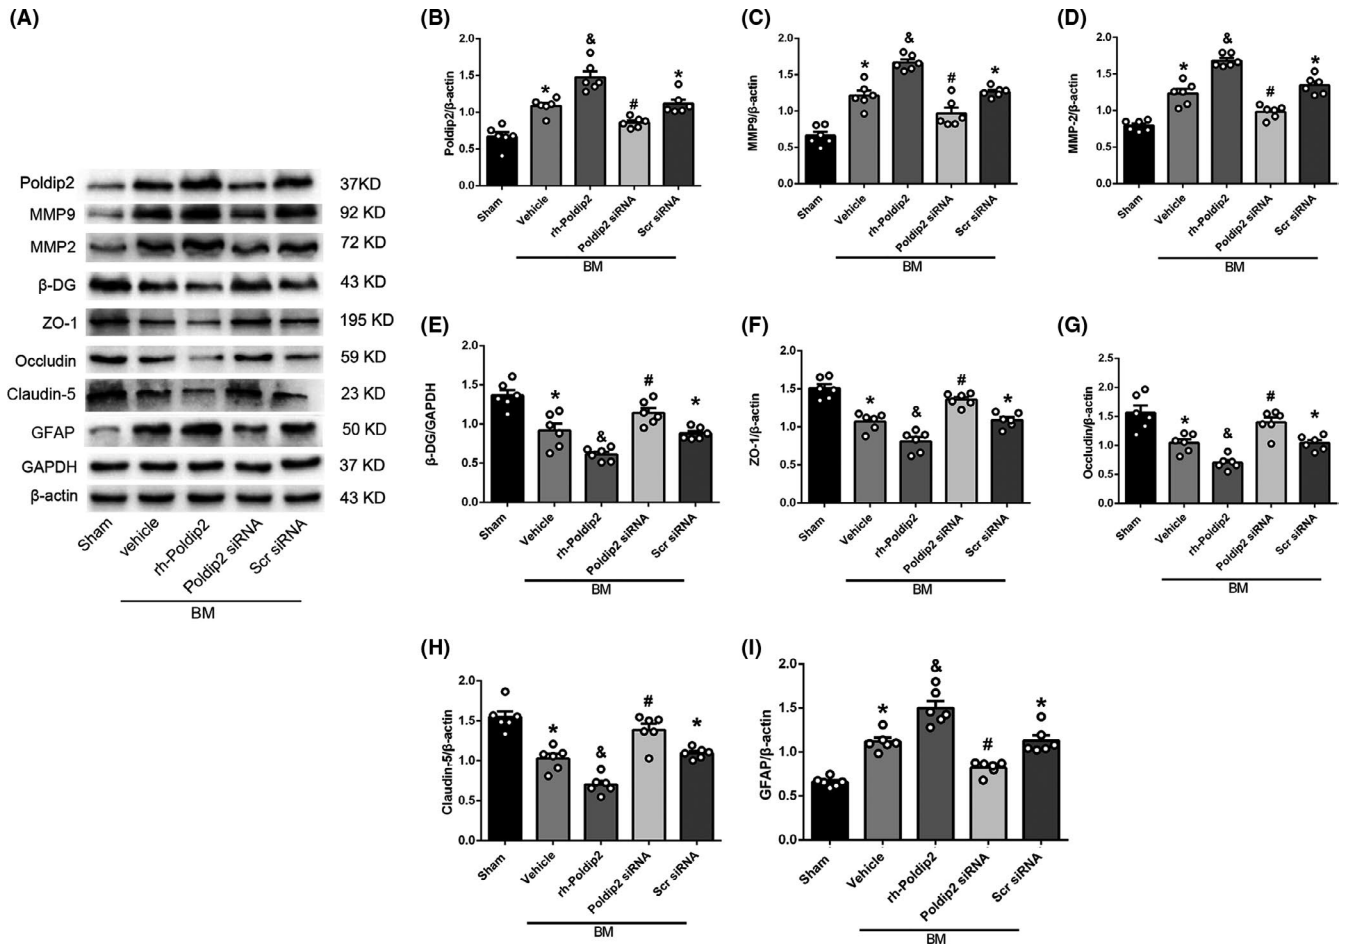 (A)
Poldip2 37KD
MMP9 92 KD
MMP2 72 KD
β-DG 43 KD
ZO-1 195 KD
Occludin 59 KD
Claudin-5 23 KD
GFAP 50 KD
GAPDH 37 KD
β-actin 43 KD
Sham vehicle rh-Poldip2 Poldip2 siRNA Scr siRNA
BM
(B)
Poldip2/β-actin
2.0
1.5
1.0
0.5
0.0
* & # *
Sham Vehicle rh-Poldip2 Poldip2 siRNA Scr siRNA
BM
(C)
MMP9/β-actin
2.0
1.5
1.0
0.5
0.0
* & # *
Sham Vehicle rh-Poldip2 Poldip2 siRNA Scr siRNA
BM
(D)
MMP-2/β-actin
2.0
1.5
1.0
0.5
0.0
* & # *
Sham Vehicle rh-Poldip2 Poldip2 siRNA Scr siRNA
BM
(E)
β-DG/GAPDH
2.0
1.5
1.0
0.5
0.0
* & # *
Sham Vehicle rh-Poldip2 Poldip2 siRNA Scr siRNA
BM
(F)
ZO-1/β-actin
2.0
1.5
1.0
0.5
0.0
* & # *
Sham Vehicle rh-Poldip2 Poldip2 siRNA Scr siRNA
BM
(G)
Occludin/β-actin
2.5
2.0
1.5
1.0
0.5
0.0
* & # *
Sham Vehicle rh-Poldip2 Poldip2 siRNA Scr siRNA
BM
(H)
Claudin-5/β-actin
2.0
1.5
1.0
0.5
0.0
* & # *
Sham Vehicle rh-Poldip2 Poldip2 siRNA Scr siRNA
BM
(I)
GFAP/β-actin
2.0
1.5
1.0
0.5
0.0
* & # *
Sham Vehicle rh-Poldip2 Poldip2 siRNA Scr siRNA
BM